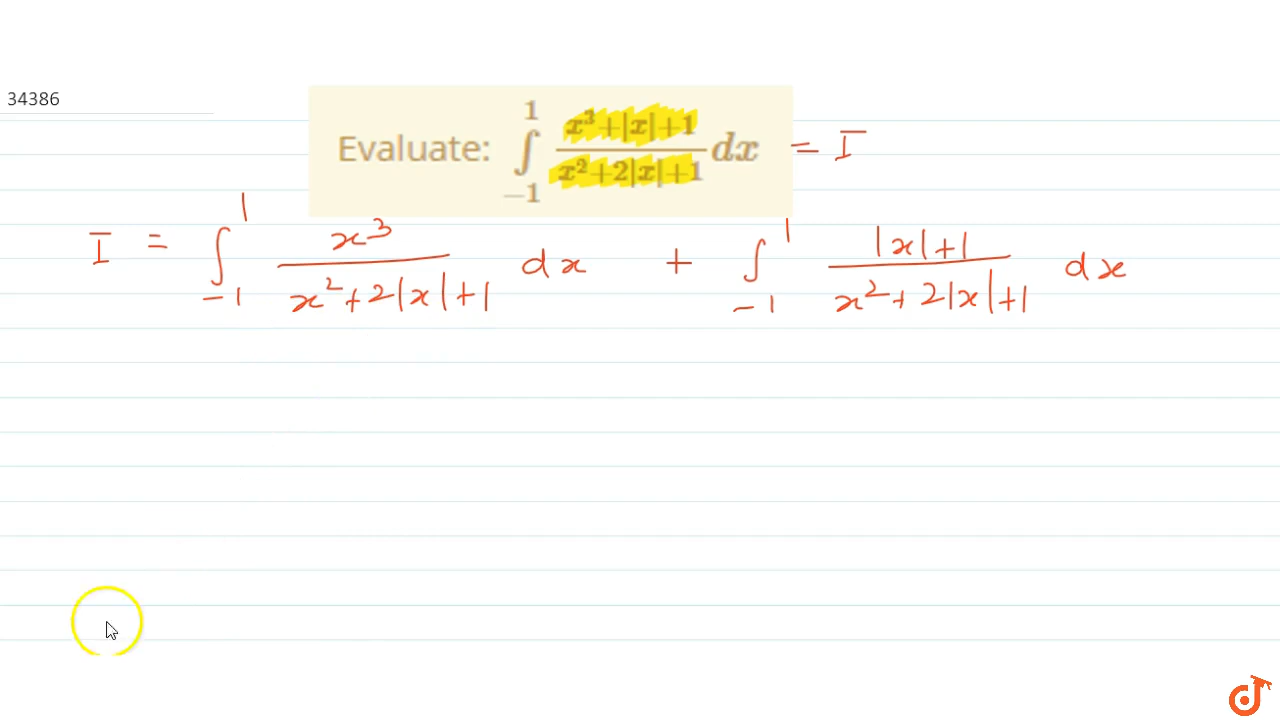 34386
Evaluate: ∫_{-1}^{1} (x³+|x|+1)/(x²+2|x|+1) dx = I
I = ∫_{-1}^{1} x³/(x²+2|x|+1) dx + ∫_{-1}^{1} (|x|+1)/(x²+2|x|+1) dx